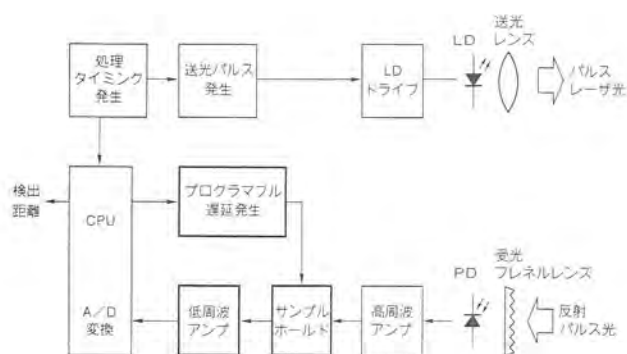 処理
タイミング
発生
送光パルス
発生
LD
ドライブ
LD
送光
レンズ
パルス
レーザ光
検出
距離
CPU
A/D
変換
プログラマブル
遅延発生
低周波
アンプ
サンプル
ホールド
高周波
アンプ
PD
受光
フレネルレンズ
反射
パルス光